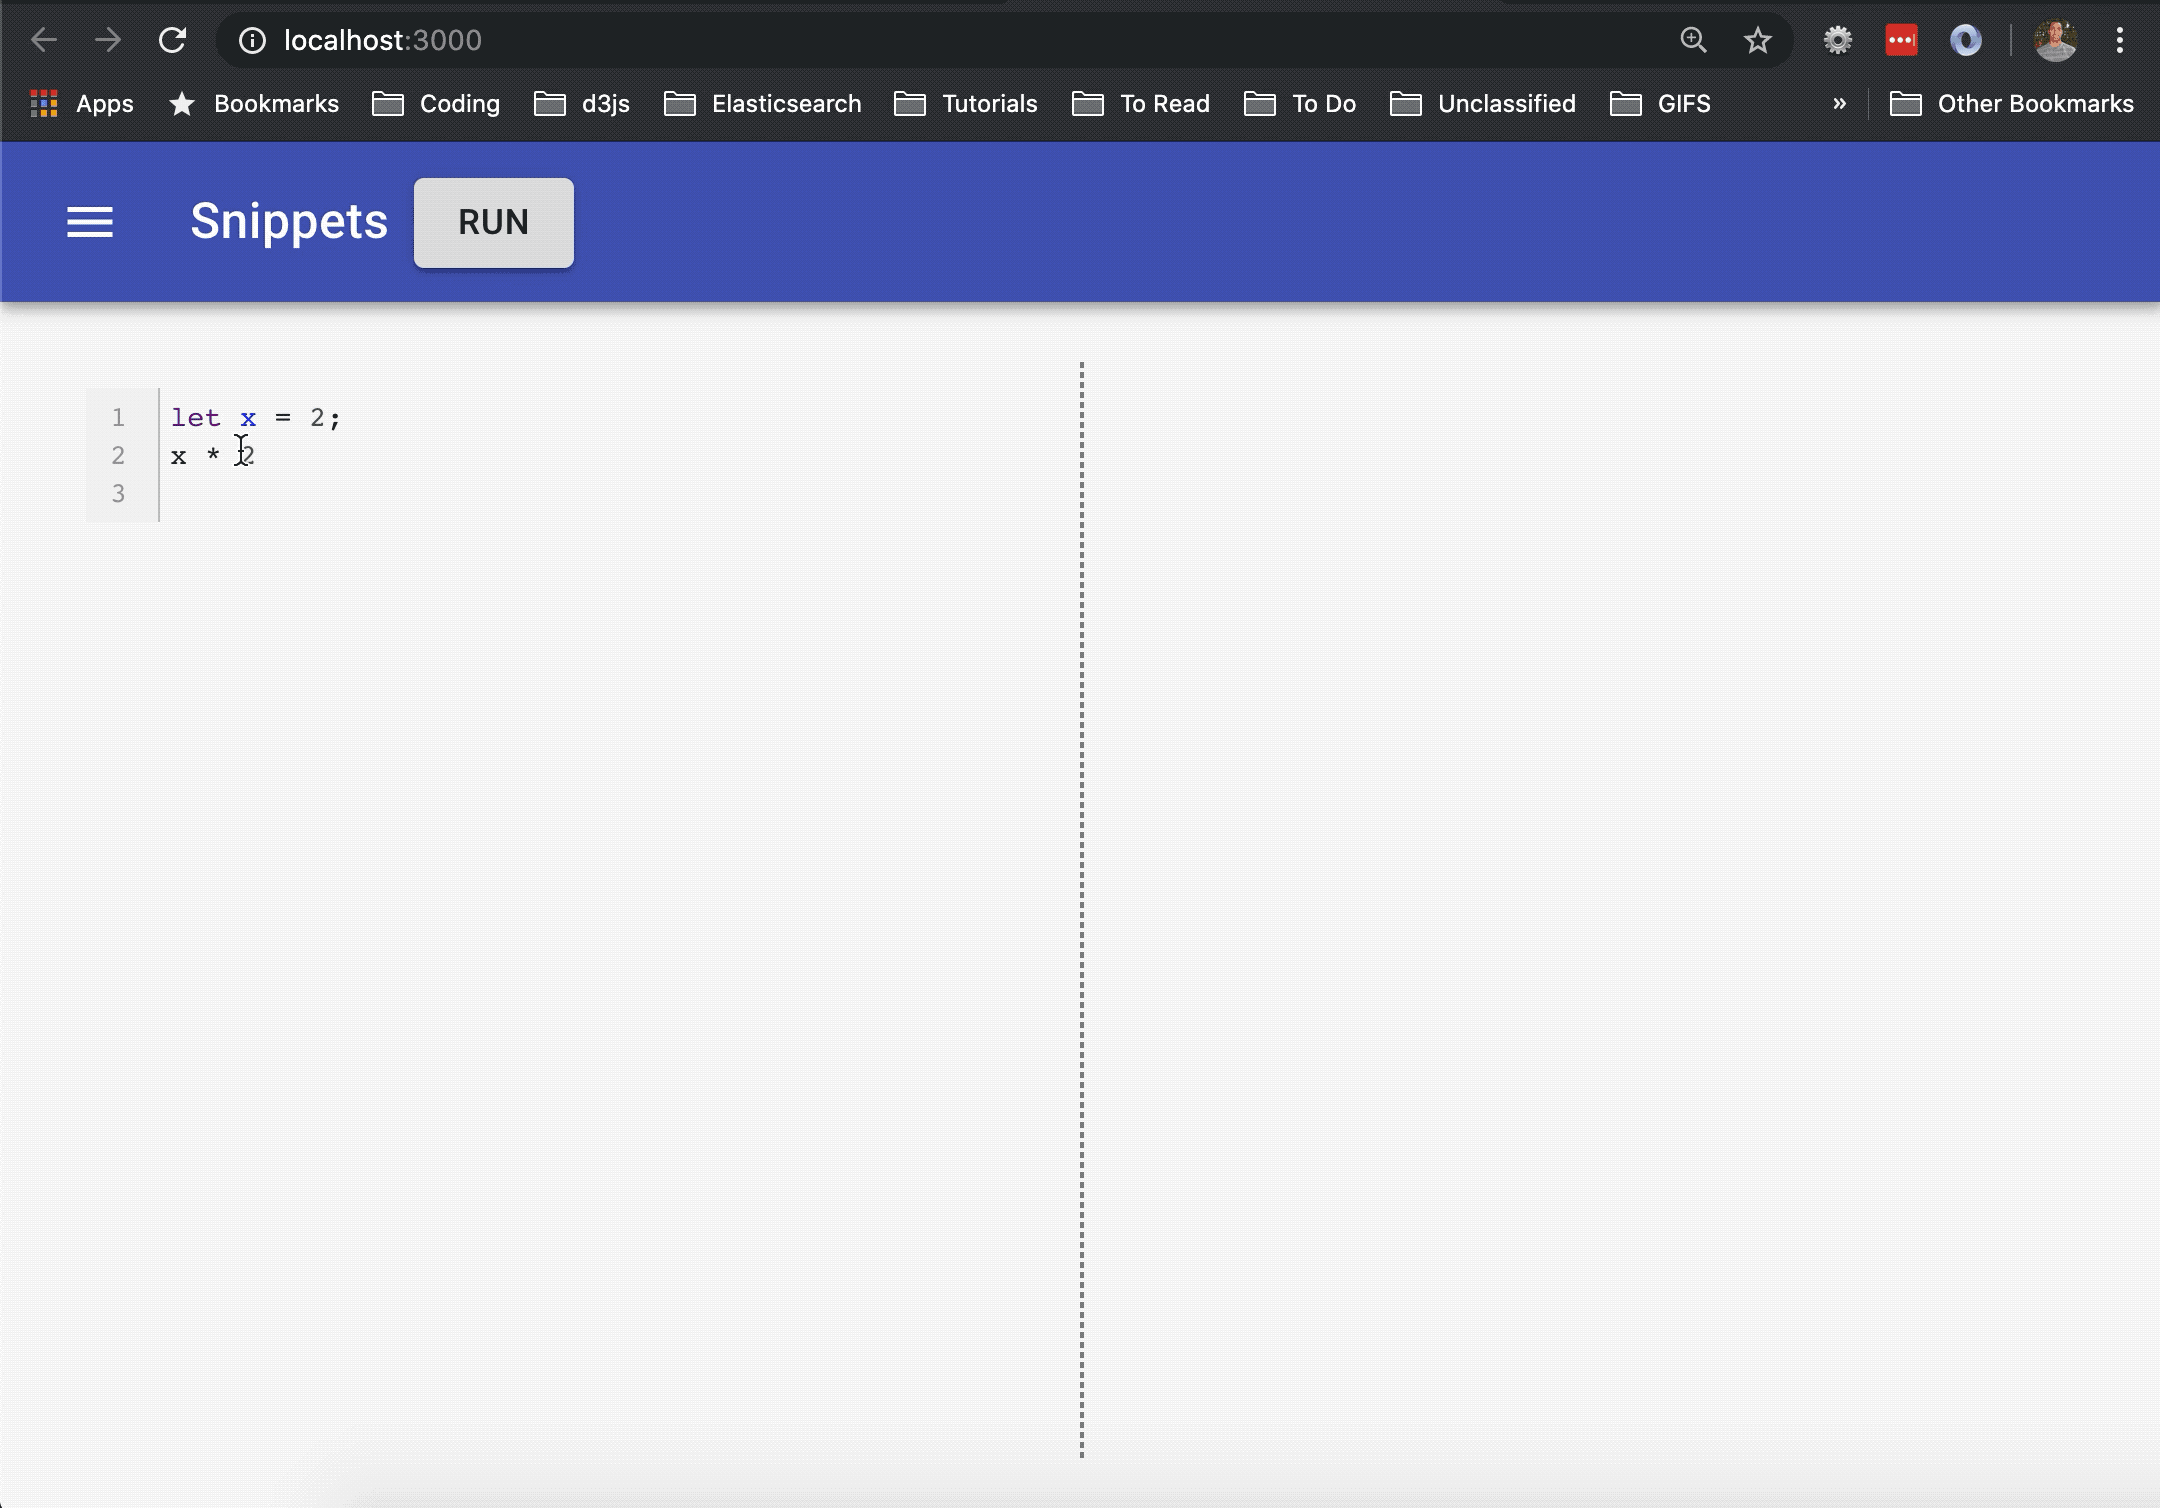 localhost:3000
Apps Bookmarks Coding d3js Elasticsearch Tutorials To Read To Do Unclassified GIFS » Other Bookmarks
Snippets RUN
1 let x = 2;
2 x * 2
3